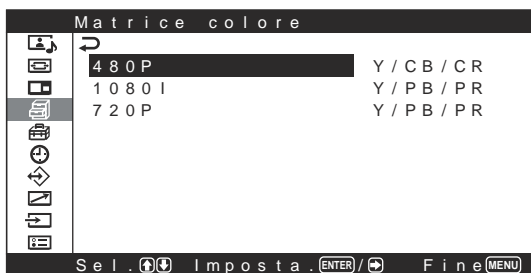 Matrice colore
480P Y/CB/CR
1080I Y/PB/PR
720P Y/PB/PR
Sel. Imposta. ENTER/ Fine MENU